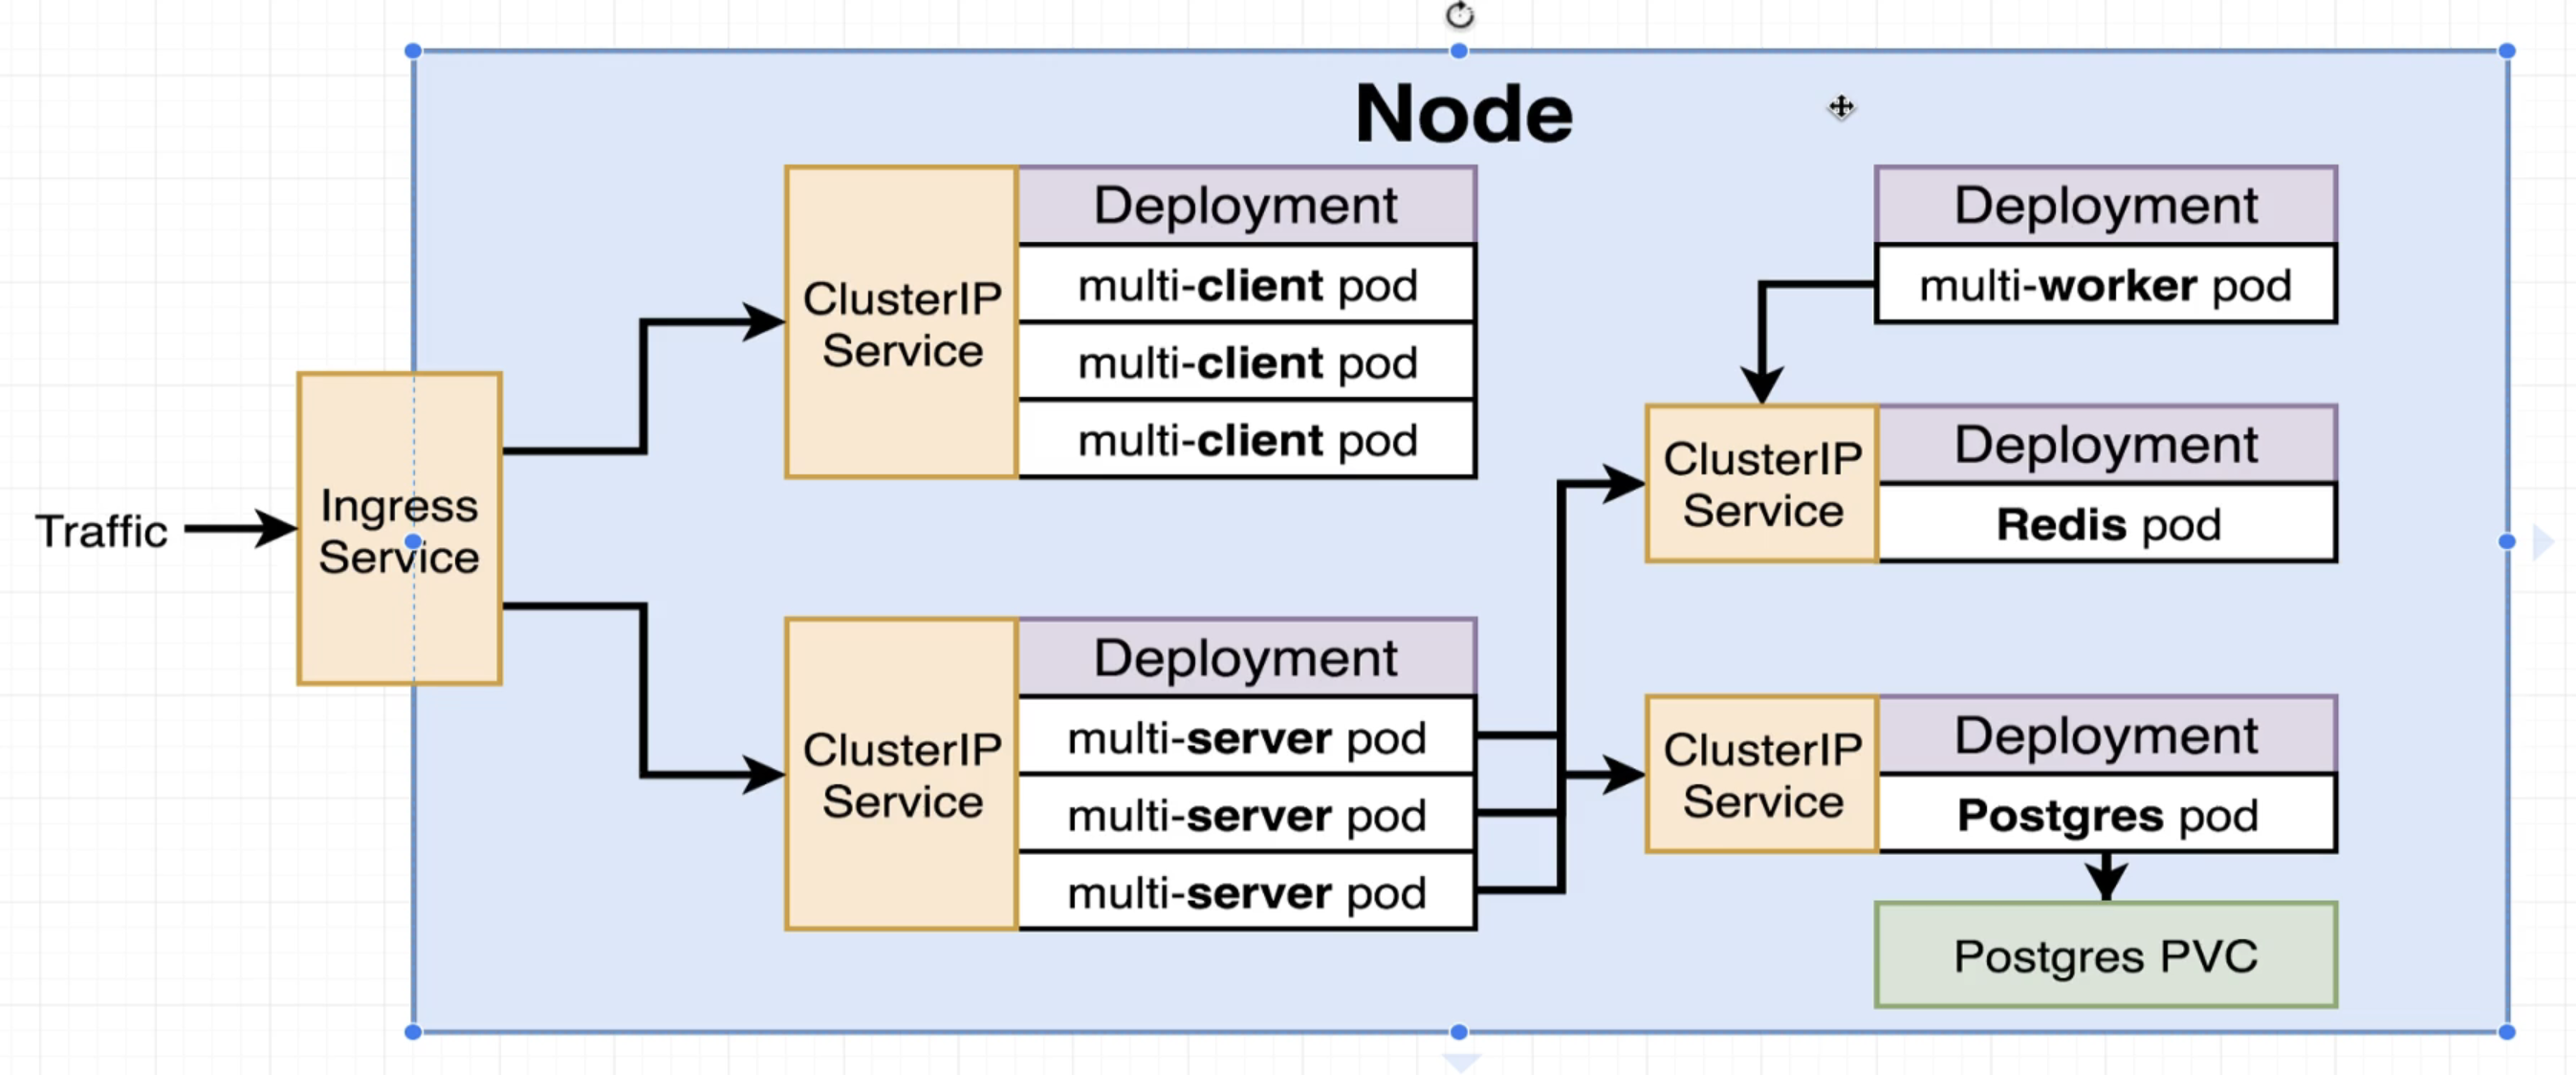 Node
Traffic
Ingress
Service
ClusterIP
Service
Deployment
multi-client pod
multi-client pod
multi-client pod
ClusterIP
Service
Deployment
multi-server pod
multi-server pod
multi-server pod
Deployment
multi-worker pod
ClusterIP
Service
Deployment
Redis pod
ClusterIP
Service
Deployment
Postgres pod
Postgres PVC